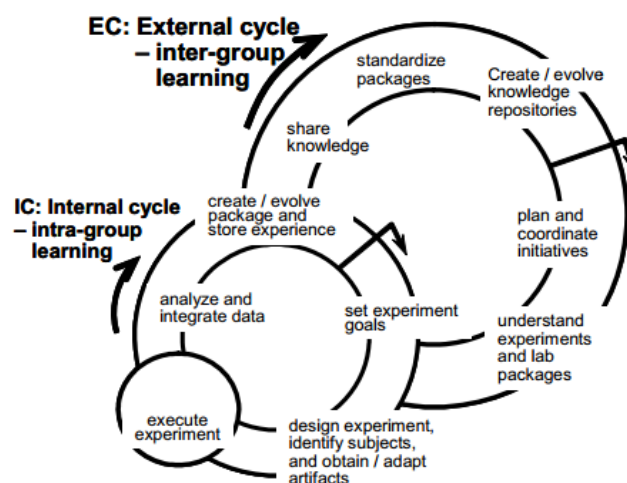 EC: External cycle
– inter-group
learning
standardize
packages
Create / evolve
knowledge
repositories
share
knowledge
IC: Internal cycle
– intra-group
learning
create / evolve
package and
store experience
plan and
coordinate
initiatives
analyze and
integrate data
set experiment
goals
understand
experiments
and lab
packages
execute
experiment
design experiment,
identify subjects,
and obtain / adapt
artifacts